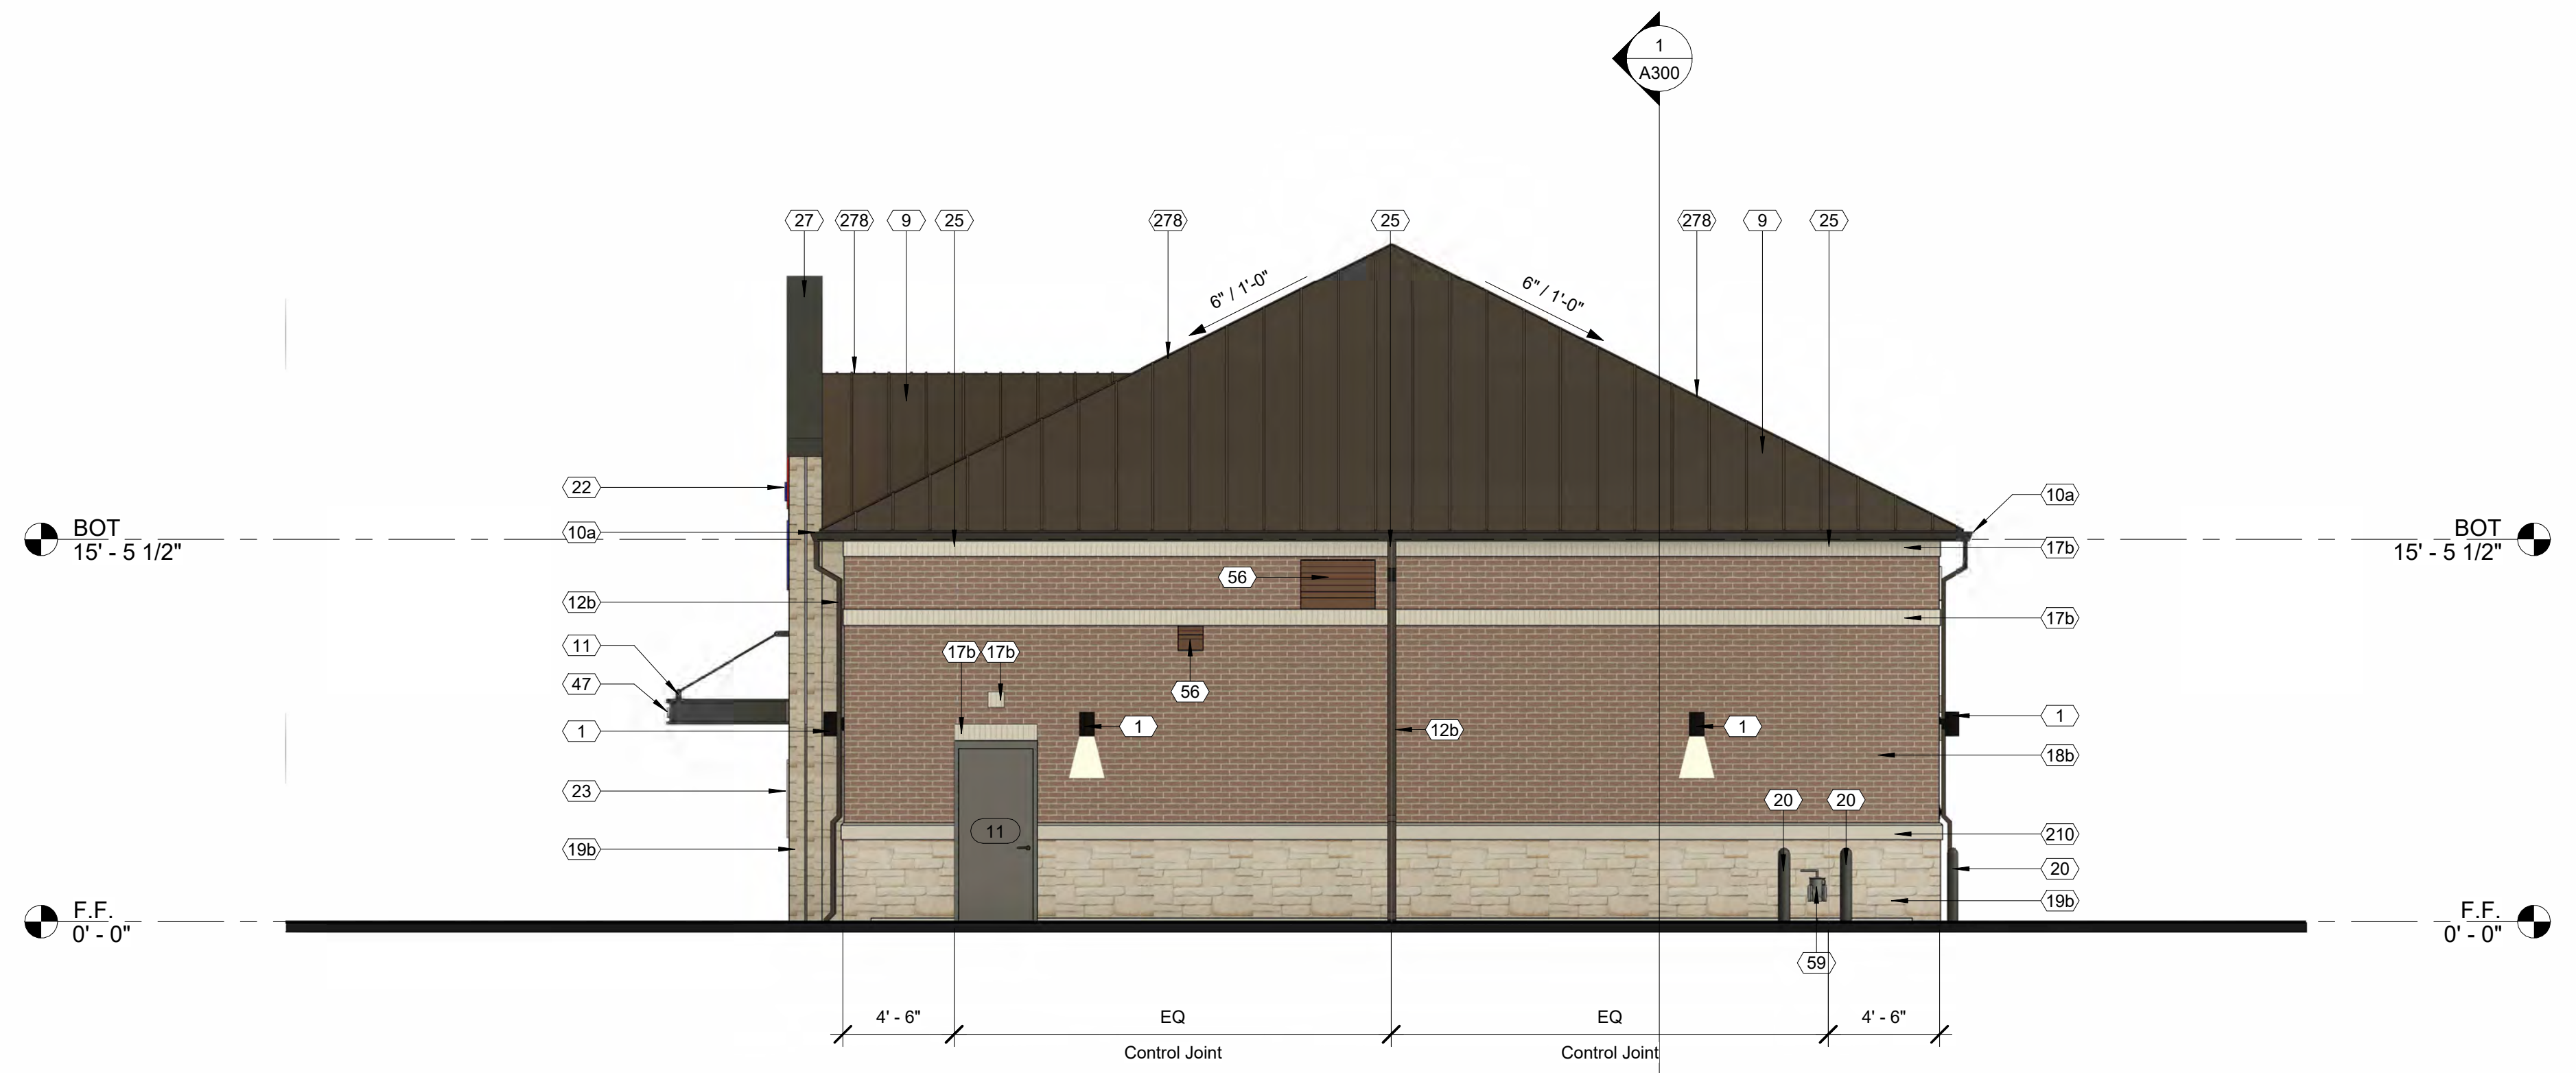 1
A300
27
278
9
25
278
25
278
9
25
6" / 1'-0"
6" / 1'-0"
22
10a
10a
BOT
15' - 5 1/2"
BOT
15' - 5 1/2"
17b
56
12b
17b
11
17b
17b
47
56
1
1
1
12b
1
1
18b
23
20
20
11
210
19b
20
19b
F.F.
0' - 0"
F.F.
0' - 0"
59
4' - 6"
EQ
EQ
4' - 6"
Control Joint
Control Joint